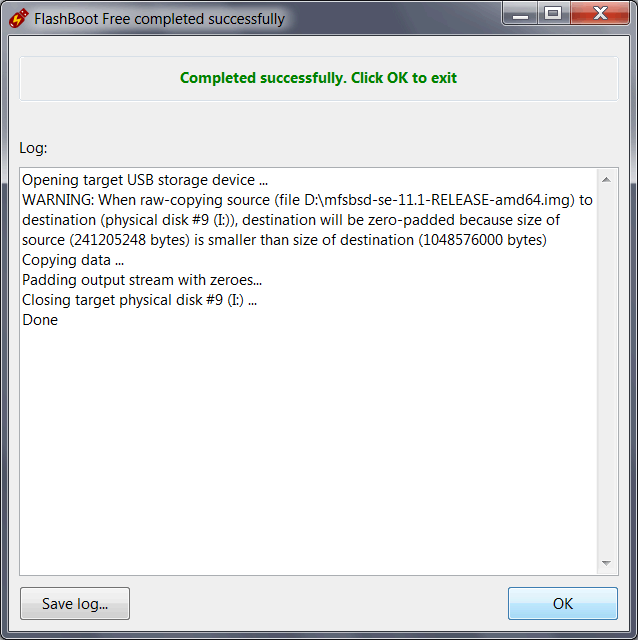 FlashBoot Free completed successfully
Completed successfully. Click OK to exit
Log:
Opening target USB storage device ...
WARNING: When raw-copying source (file D:\mfsbsd-se-11.1-RELEASE-amd64.img) to
destination (physical disk #9 (I:)), destination will be zero-padded because size of
source (241205248 bytes) is smaller than size of destination (1048576000 bytes)
Copying data ...
Padding output stream with zeroes...
Closing target physical disk #9 (I:) ...
Done
Save log...
OK